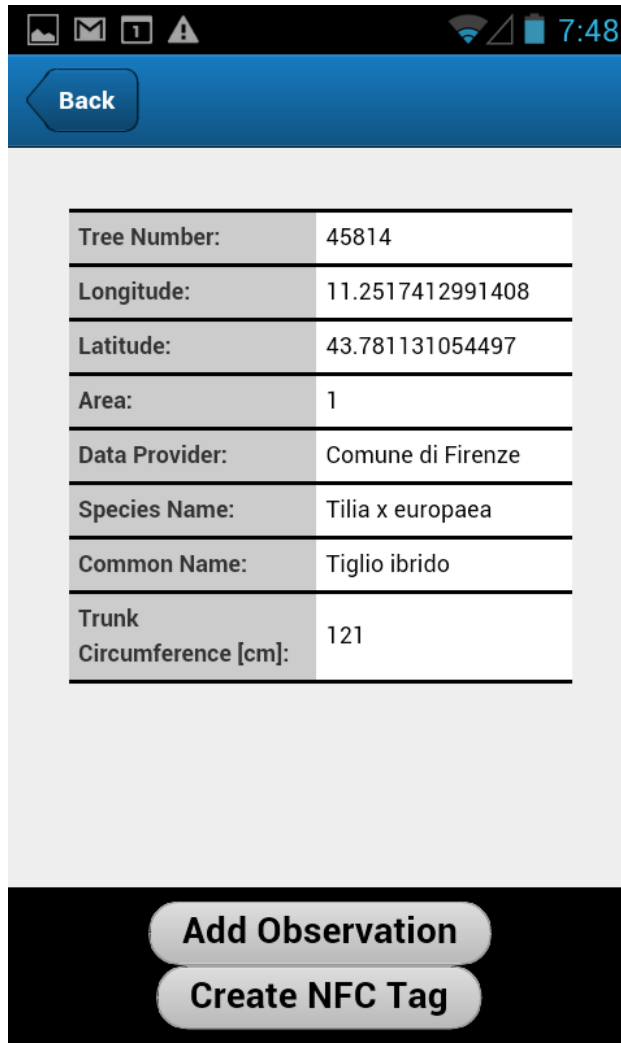 1
7:48
Back
Tree Number: 45814
Longitude: 11.2517412991408
Latitude: 43.781131054497
Area: 1
Data Provider: Comune di Firenze
Species Name: Tilia x europaea
Common Name: Tiglio ibrido
Trunk
Circumference [cm]: 121
Add Observation
Create NFC Tag